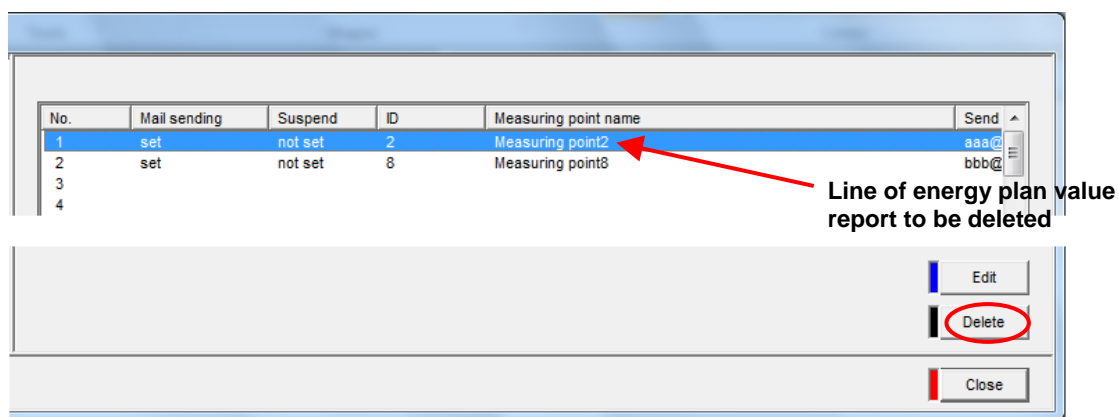 No. Mail sending Suspend ID Measuring point name Send
1 set not set 2 Measuring point2 aaa@
2 set not set 8 Measuring point8 bbb@
3
4
Line of energy plan value
report to be deleted
Edit
Delete
Close